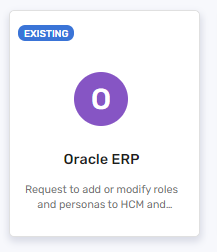 EXISTING
O
Oracle ERP
Request to add or modify roles
and personas to HCM and…